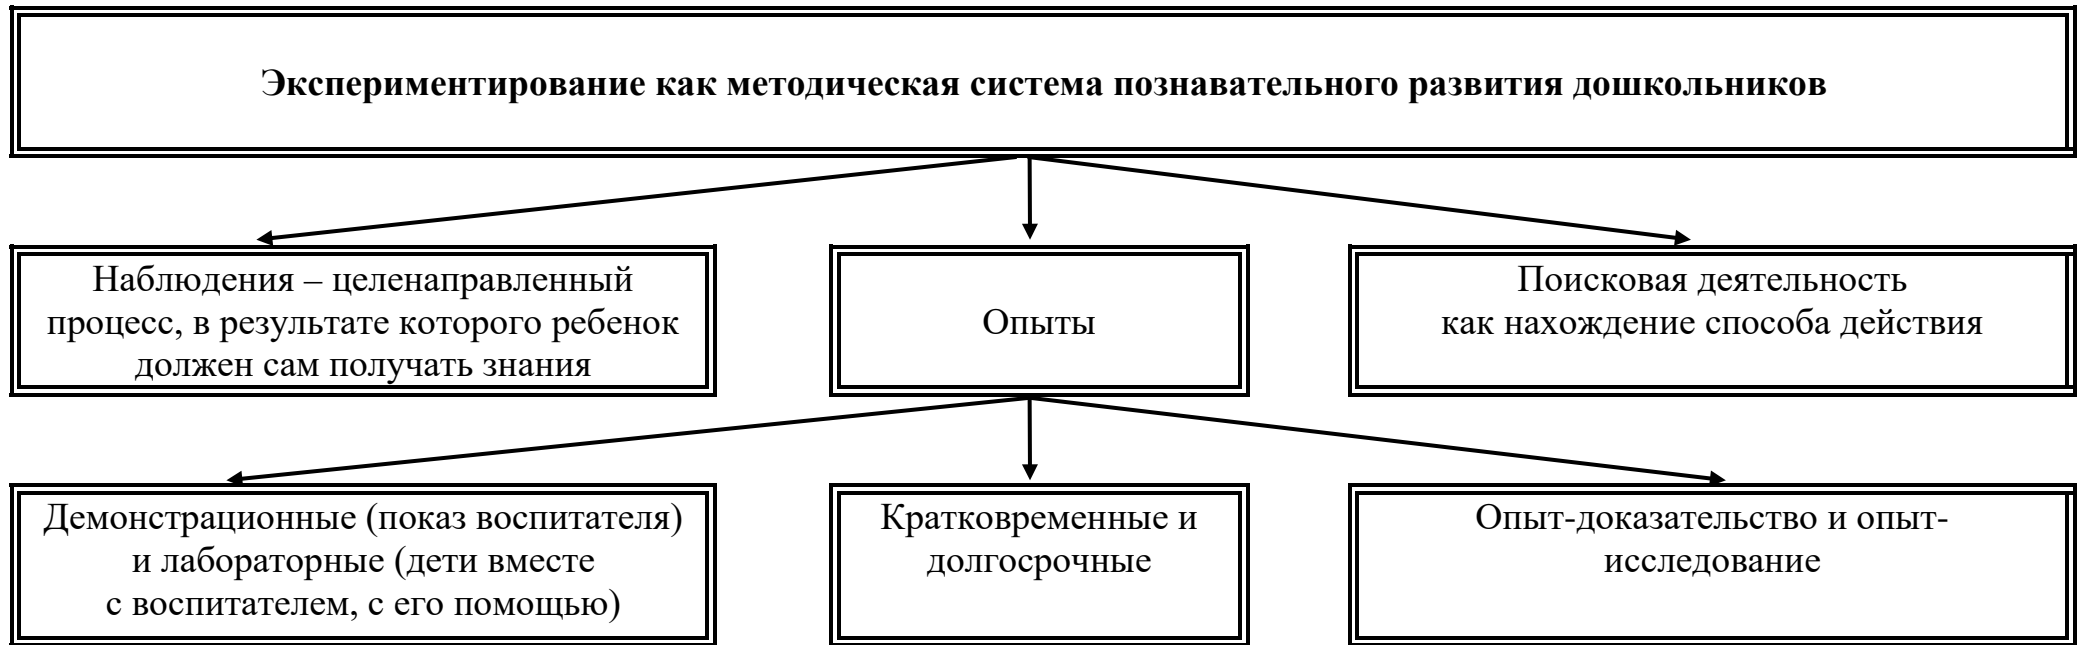 Экспериментирование как методическая система познавательного развития дошкольников
Наблюдения – целенаправленный
процесс, в результате которого ребенок
должен сам получать знания
Опыты
Поисковая деятельность
как нахождение способа действия
Демонстрационные (показ воспитателя)
и лабораторные (дети вместе
с воспитателем, с его помощью)
Кратковременные и
долгосрочные
Опыт-доказательство и опыт-
исследование